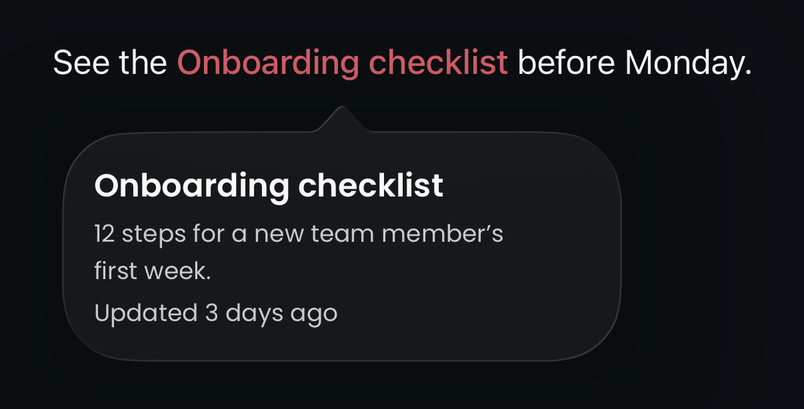 See the Onboarding checklist before Monday.
Onboarding checklist
12 steps for a new team member’s
first week.
Updated 3 days ago